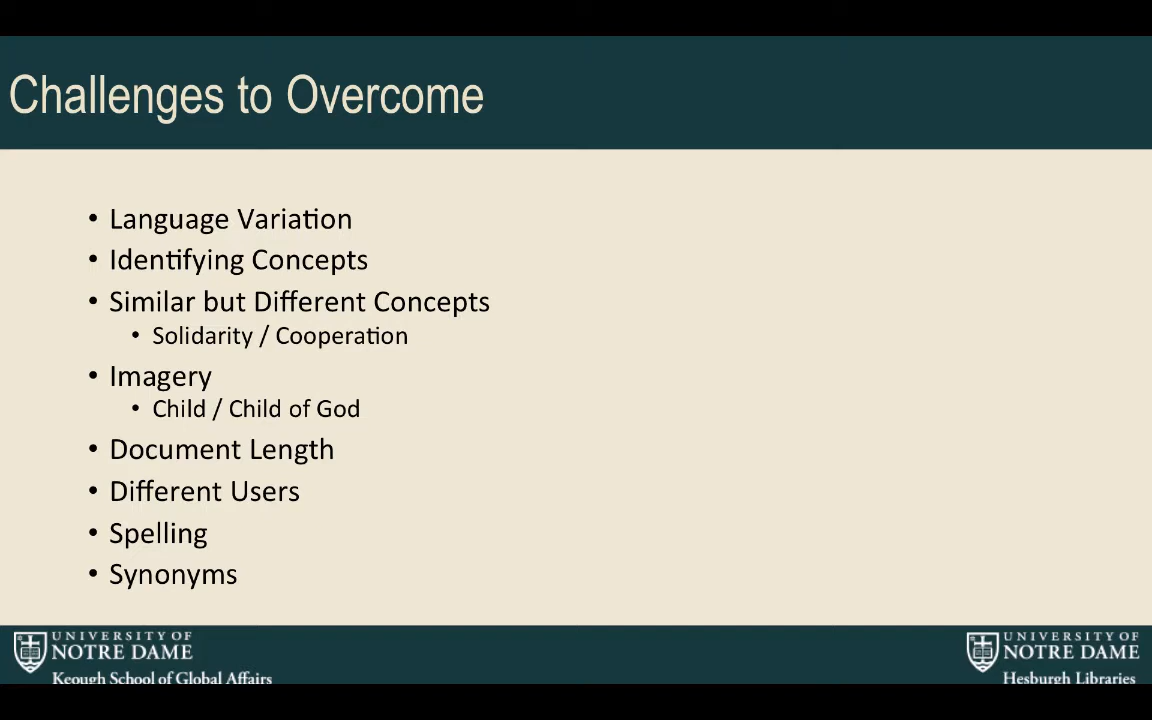 Challenges to Overcome
• Language Variation
• Identifying Concepts
• Similar but Different Concepts
• Solidarity / Cooperation
• Imagery
• Child / Child of God
• Document Length
• Different Users
• Spelling
• Synonyms
UNIVERSITY OF
NOTRE DAME
Keough School of Global Affairs
UNIVERSITY OF
NOTRE DAME
Hesburgh Libraries